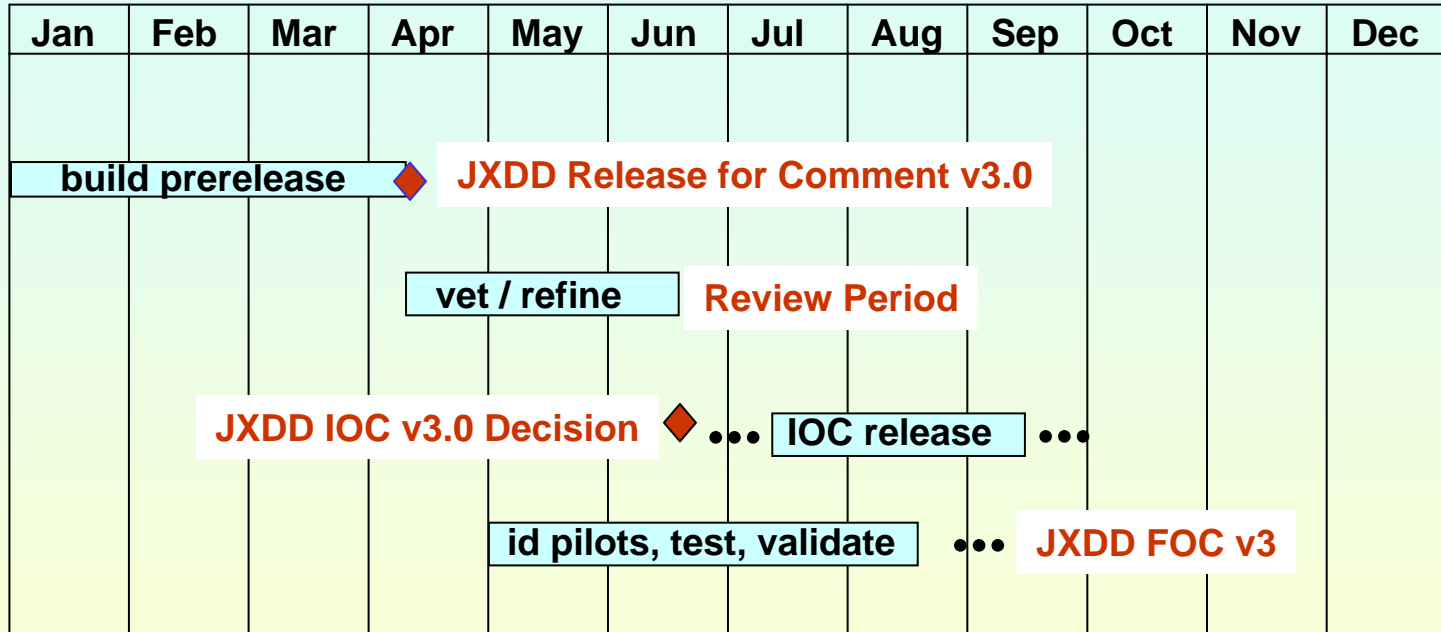 Jan Feb Mar Apr May Jun Jul Aug Sep Oct Nov Dec
build prerelease JXDD Release for Comment v3.0
vet / refine Review Period
JXDD IOC v3.0 Decision ••• IOC release •••
id pilots, test, validate ••• JXDD FOC v3